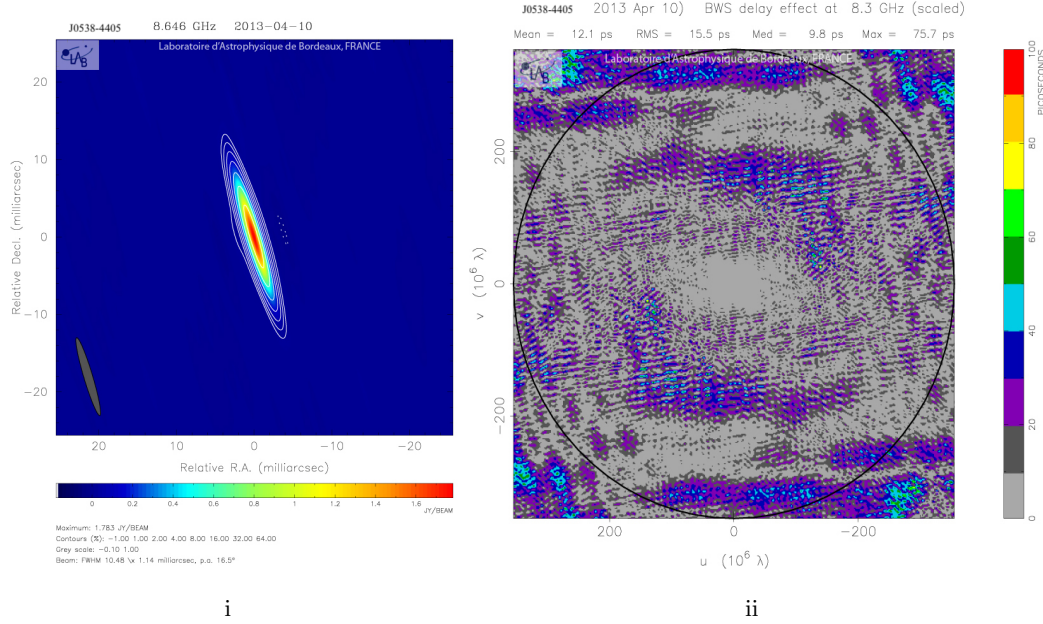 J0538-4405 8.646 GHz 2013-04-10
Laboratoire d'Astrophysique de Bordeaux, FRANCE
LAB
Relative Decl. (milliarcsec)
20
10
0
−10
−20
20 10 0 −10 −20
Relative R.A. (milliarcsec)
0 0.2 0.4 0.6 0.8 1 1.2 1.4 1.6
JY/BEAM
Maximum: 1.783 JY/BEAM
Contours (%): −1.00 1.00 2.00 4.00 8.00 16.00 32.00 64.00
Grey scale: −0.10 1.00
Beam: FWHM 10.48 \x 1.14 milliarcsec, p.a. 16.5°
i
J0538-4405 2013 Apr 10) BWS delay effect at 8.3 GHz (scaled)
Mean = 12.1 ps RMS = 15.5 ps Med = 9.8 ps Max = 75.7 ps
Laboratoire d'Astrophysique de Bordeaux, FRANCE
LAB
v (10⁶ λ)
200
0
−200
200 0 −200
u (10⁶ λ)
100
80
60
40
20
0
PICOSECONDS
ii